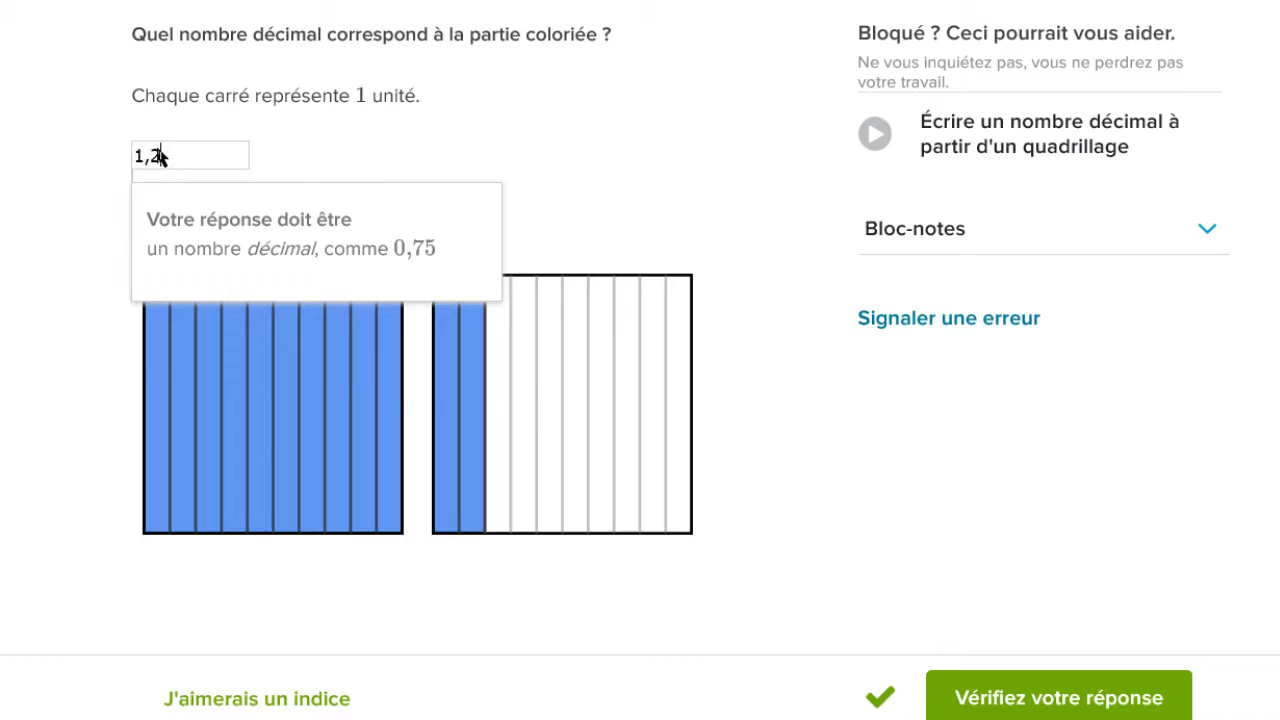 Quel nombre décimal correspond à la partie coloriée ?
Chaque carré représente 1 unité.
1,2
Votre réponse doit être
un nombre décimal, comme 0,75
J'aimerais un indice
Bloqué ? Ceci pourrait vous aider.
Ne vous inquiétez pas, vous ne perdrez pas
votre travail.
Écrire un nombre décimal à
partir d'un quadrillage
Bloc-notes
Signaler une erreur
Vérifiez votre réponse